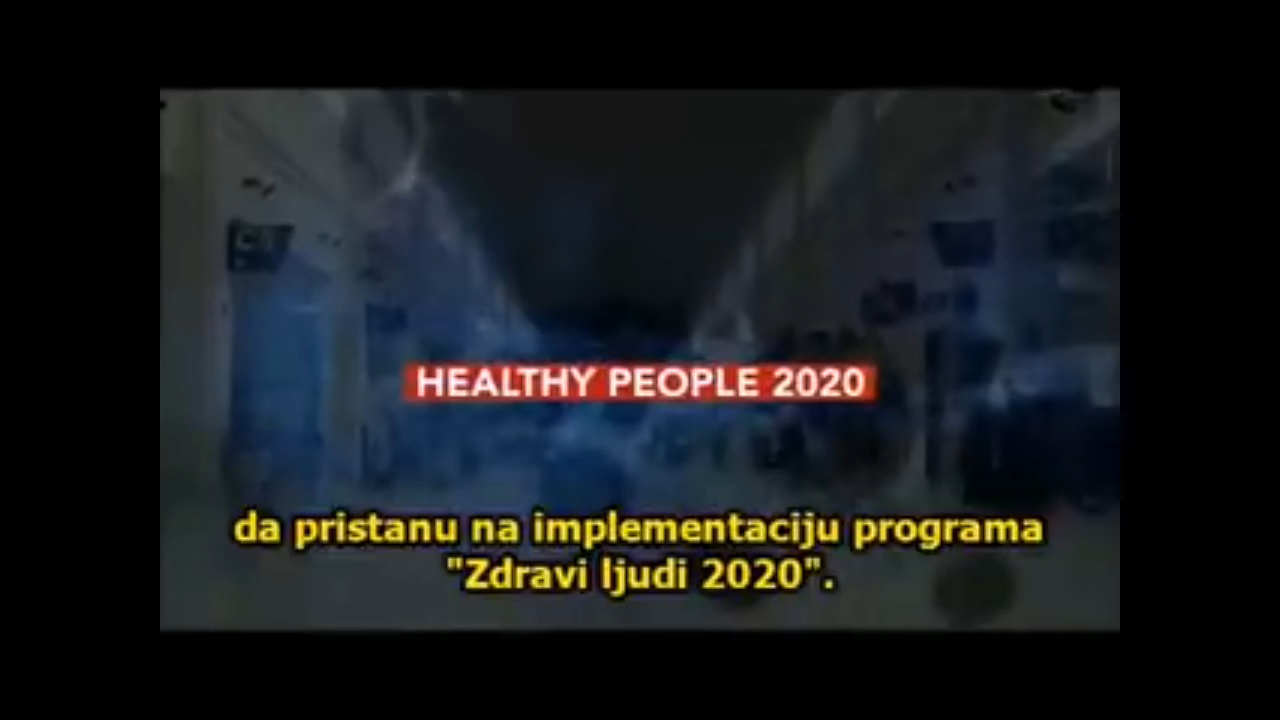 HEALTHY PEOPLE 2020
da pristanu na implementaciju programa
"Zdravi ljudi 2020".